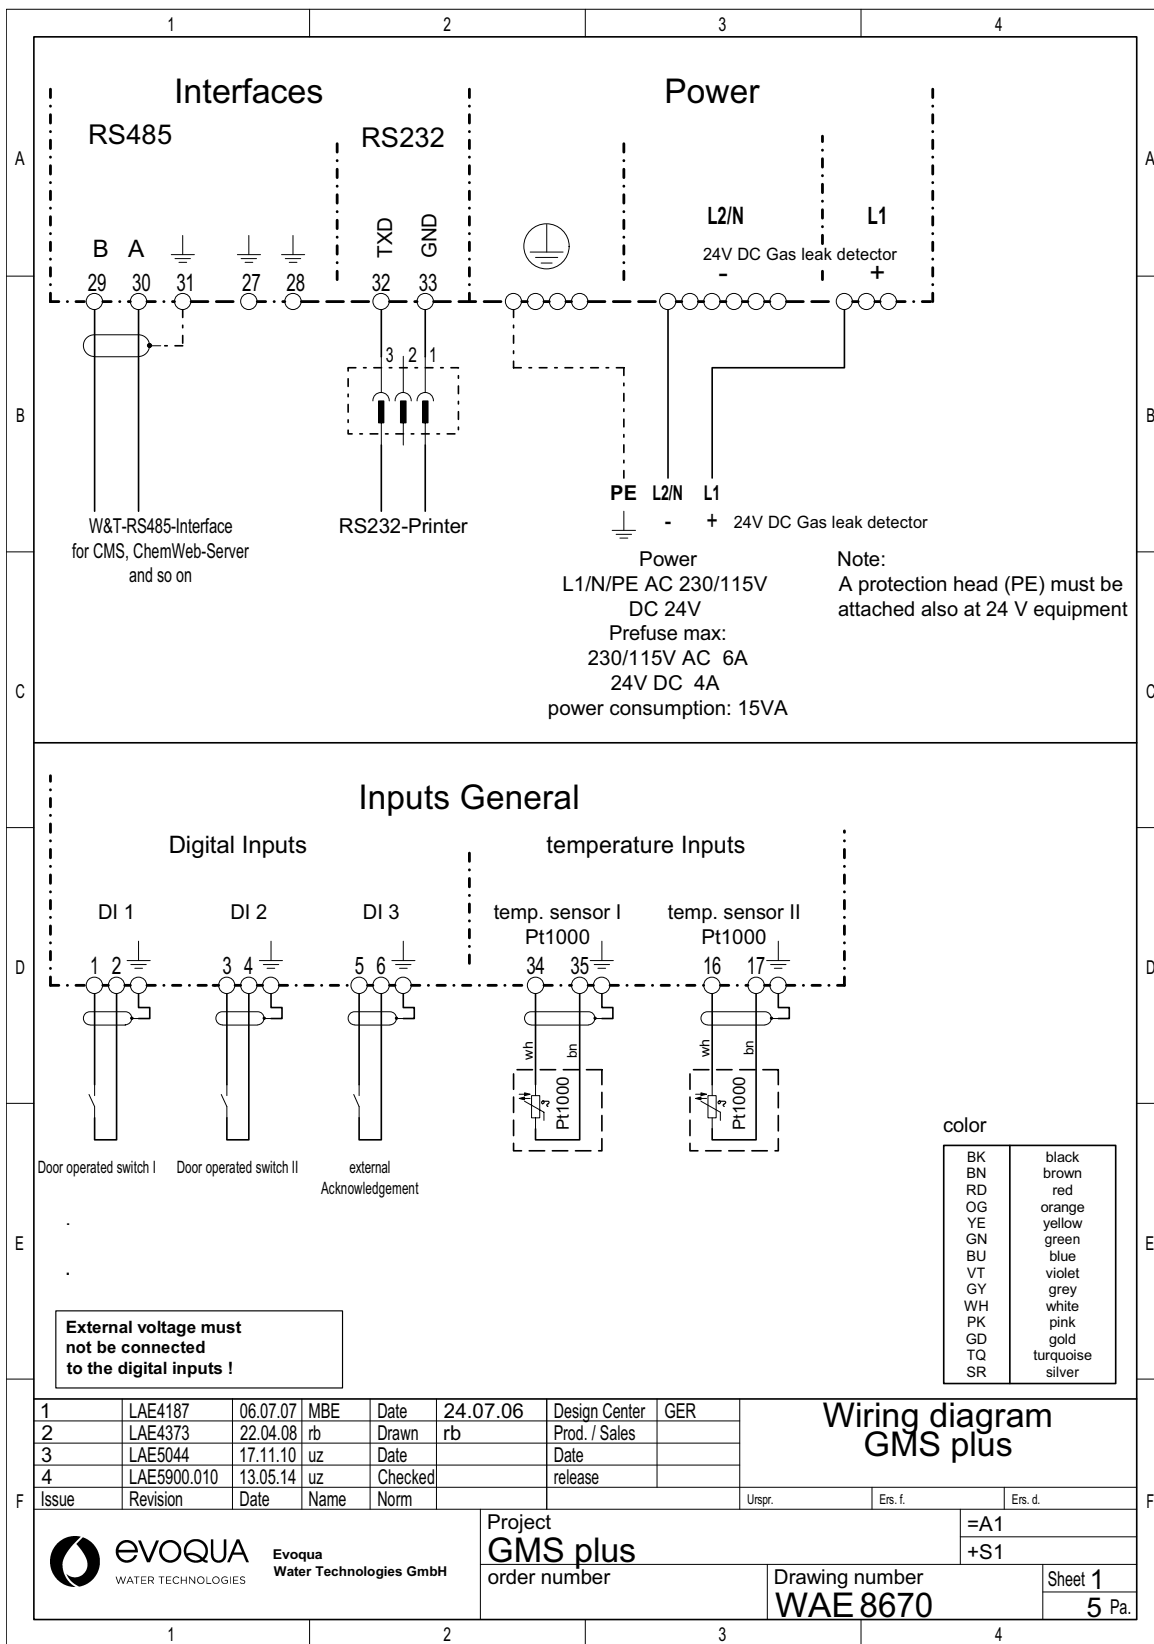 1 2 3 4
Interfaces
Power
RS485
RS232
A
A
TXD
GND
L2/N
L1
B A
24V DC Gas leak detector
- +
29 30 31 27 28 32 33
3 2 1
B
B
PE L2/N L1
- + 24V DC Gas leak detector
W&T-RS485-Interface
for CMS, ChemWeb-Server
and so on
RS232-Printer
Power
L1/N/PE AC 230/115V
DC 24V
Prefuse max:
230/115V AC 6A
24V DC 4A
power consumption: 15VA
Note:
A protection head (PE) must be
attached also at 24 V equipment
C
C
Inputs General
Digital Inputs
temperature Inputs
DI 1
DI 2
DI 3
temp. sensor I
Pt1000
temp. sensor II
Pt1000
D
D
1 2 3 4 5 6 34 35 16 17
wh bn wh bn
Pt1000
Pt1000
Door operated switch I
Door operated switch II
external
Acknowledgement
color
BK black
BN brown
RD red
OG orange
YE yellow
GN green
BU blue
VT violet
GY grey
WH white
PK pink
GD gold
TQ turquoise
SR silver
E
E
External voltage must
not be connected
to the digital inputs !
1 LAE4187 06.07.07 MBE Date 24.07.06 Design Center GER
2 LAE4373 22.04.08 rb Drawn rb Prod. / Sales
3 LAE5044 17.11.10 uz Date Date
4 LAE5900.010 13.05.14 uz Checked release
Issue Revision Date Name Norm
Wiring diagram
GMS plus
Urspr. Ers. f. Ers. d.
F
F
evoqua
WATER TECHNOLOGIES
Evoqua
Water Technologies GmbH
Project
GMS plus
order number
=A1
+S1
Drawing number
WAE 8670
Sheet 1
5 Pa.
1 2 3 4